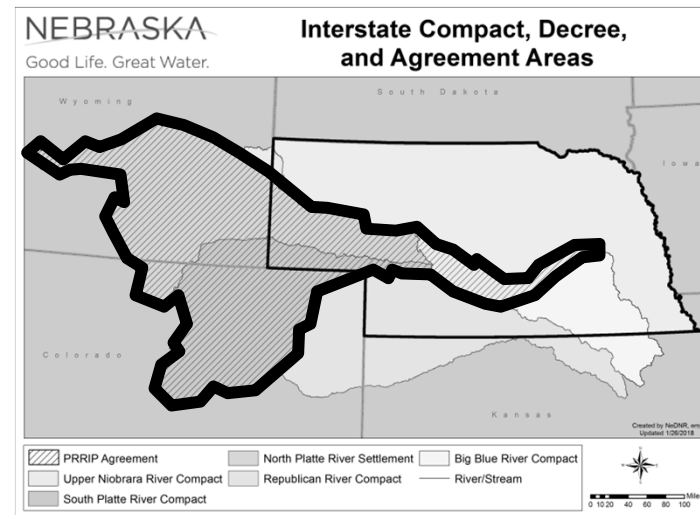 NEBRASKA
Good Life. Great Water.
Interstate Compact, Decree,
and Agreement Areas
Wyoming
South Dakota
Iowa
Colorado
Kansas
Created by NeDNR,
Updated 1/26/2018
PRRIP Agreement
North Platte River Settlement
Big Blue River Compact
Upper Niobrara River Compact
Republican River Compact
River/Stream
South Platte River Compact
N
0 10 20 40 60 80 100